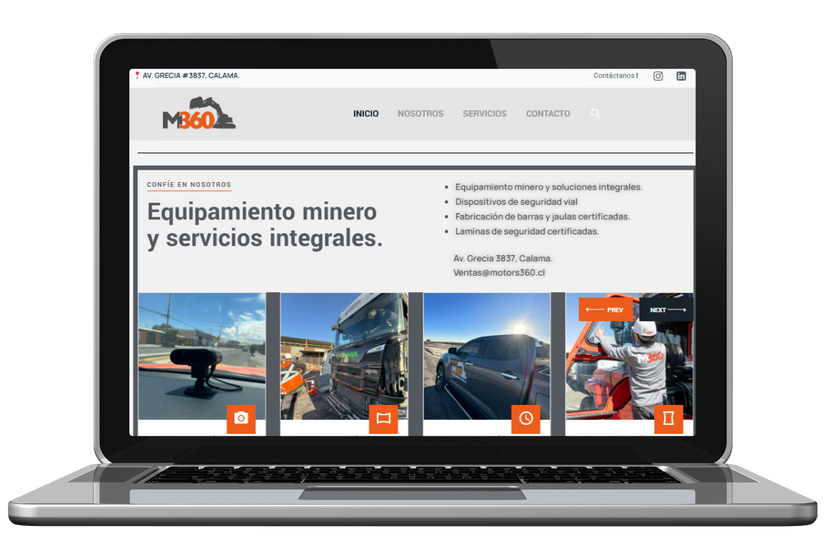 AV. GRECIA #3837, CALAMA.
Contáctanos I
M360
INICIO NOSOTROS SERVICIOS CONTACTO
CONFÍE EN NOSOTROS
Equipamiento minero
y servicios integrales.
Equipamiento minero y soluciones integrales.
Dispositivos de seguridad vial
Fabricación de barras y jaulas certificadas.
Laminas de seguridad certificadas.
Av. Grecia 3837, Calama.
Ventas@motors360.cl
PREV NEXT
360